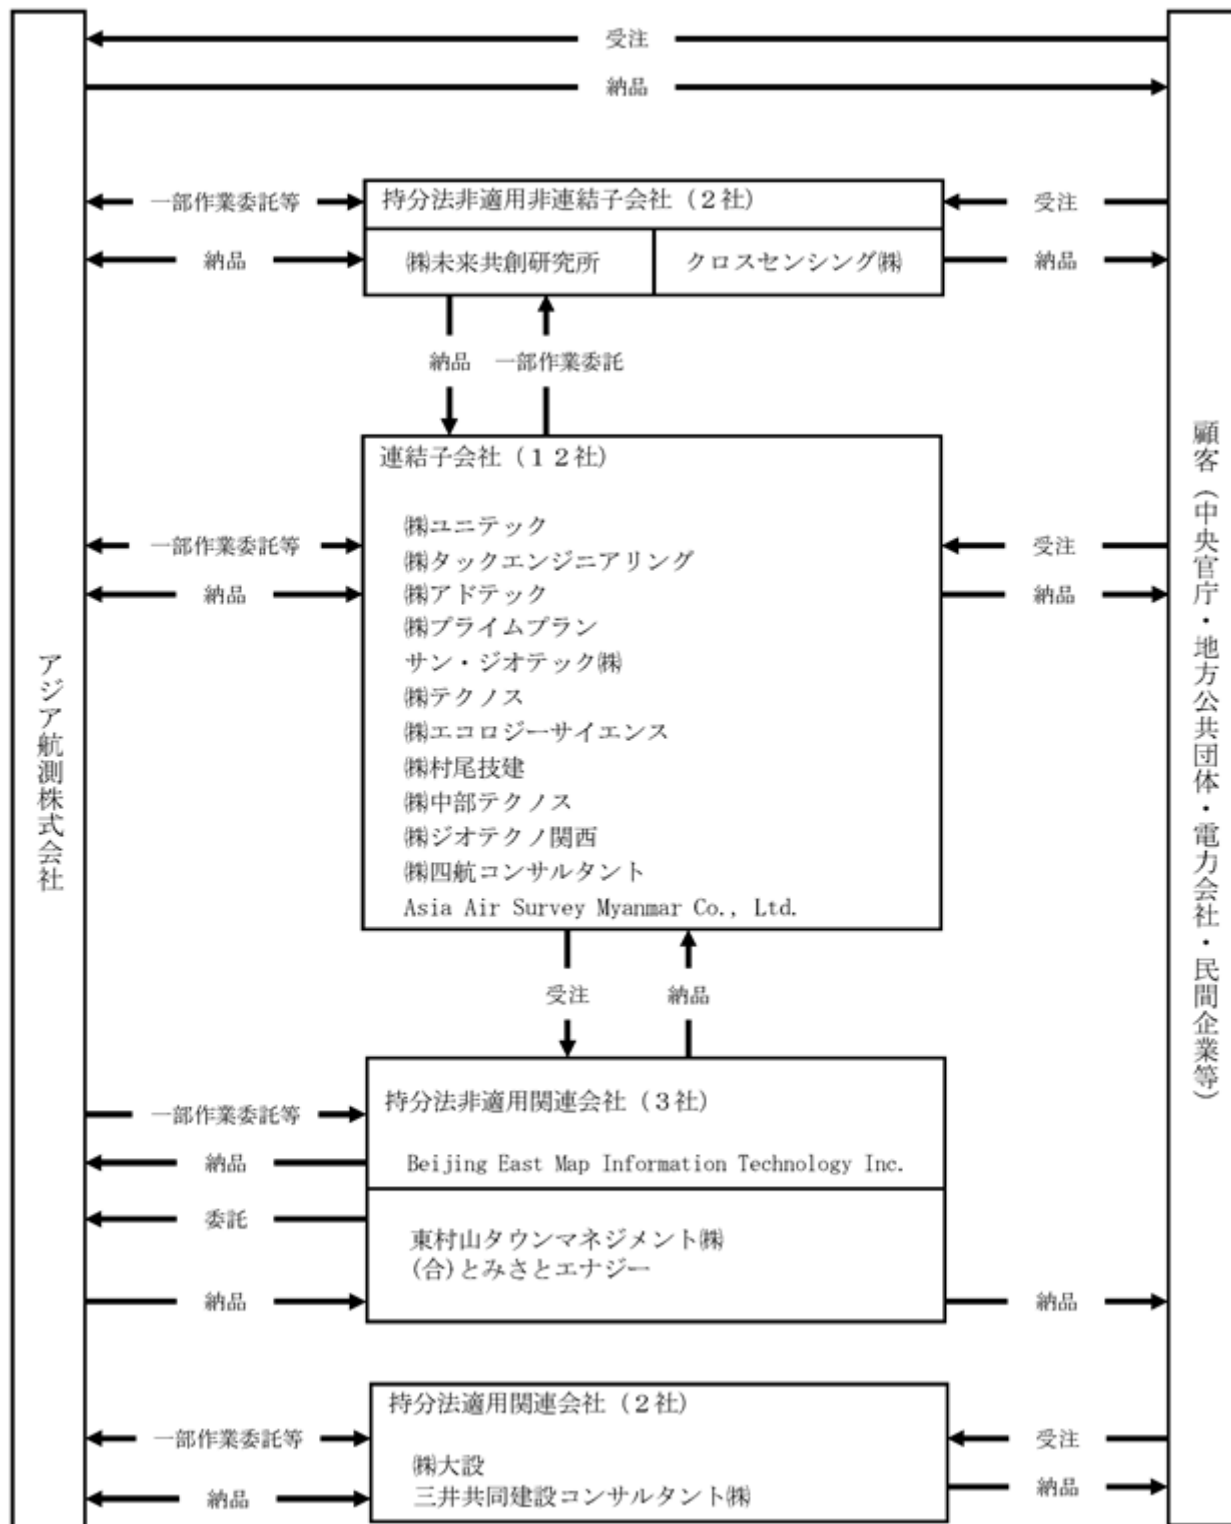 受注
納品
一部作業委託等
持分法非適用非連結子会社（２社）
受注
納品
㈱未来共創研究所
クロスセンシング㈱
納品
納品
一部作業委託
連結子会社（１２社）
㈱ユニテック
一部作業委託等
受注
㈱タックエンジニアリング
納品
㈱アドテック
納品
㈱プライムプラン
サン・ジオテック㈱
㈱テクノス
㈱エコロジーサイエンス
㈱村尾技建
㈱中部テクノス
㈱ジオテクノ関西
㈱四航コンサルタント
Asia Air Survey Myanmar Co., Ltd.
アジア航測株式会社
顧客（中央官庁・地方公共団体・電力会社・民間企業等）
受注
納品
持分法非適用関連会社（３社）
一部作業委託等
納品
Beijing East Map Information Technology Inc.
委託
東村山タウンマネジメント㈱
(合)とみさとエナジー
納品
納品
持分法適用関連会社（２社）
一部作業委託等
受注
㈱大設
三井共同建設コンサルタント㈱
納品
納品